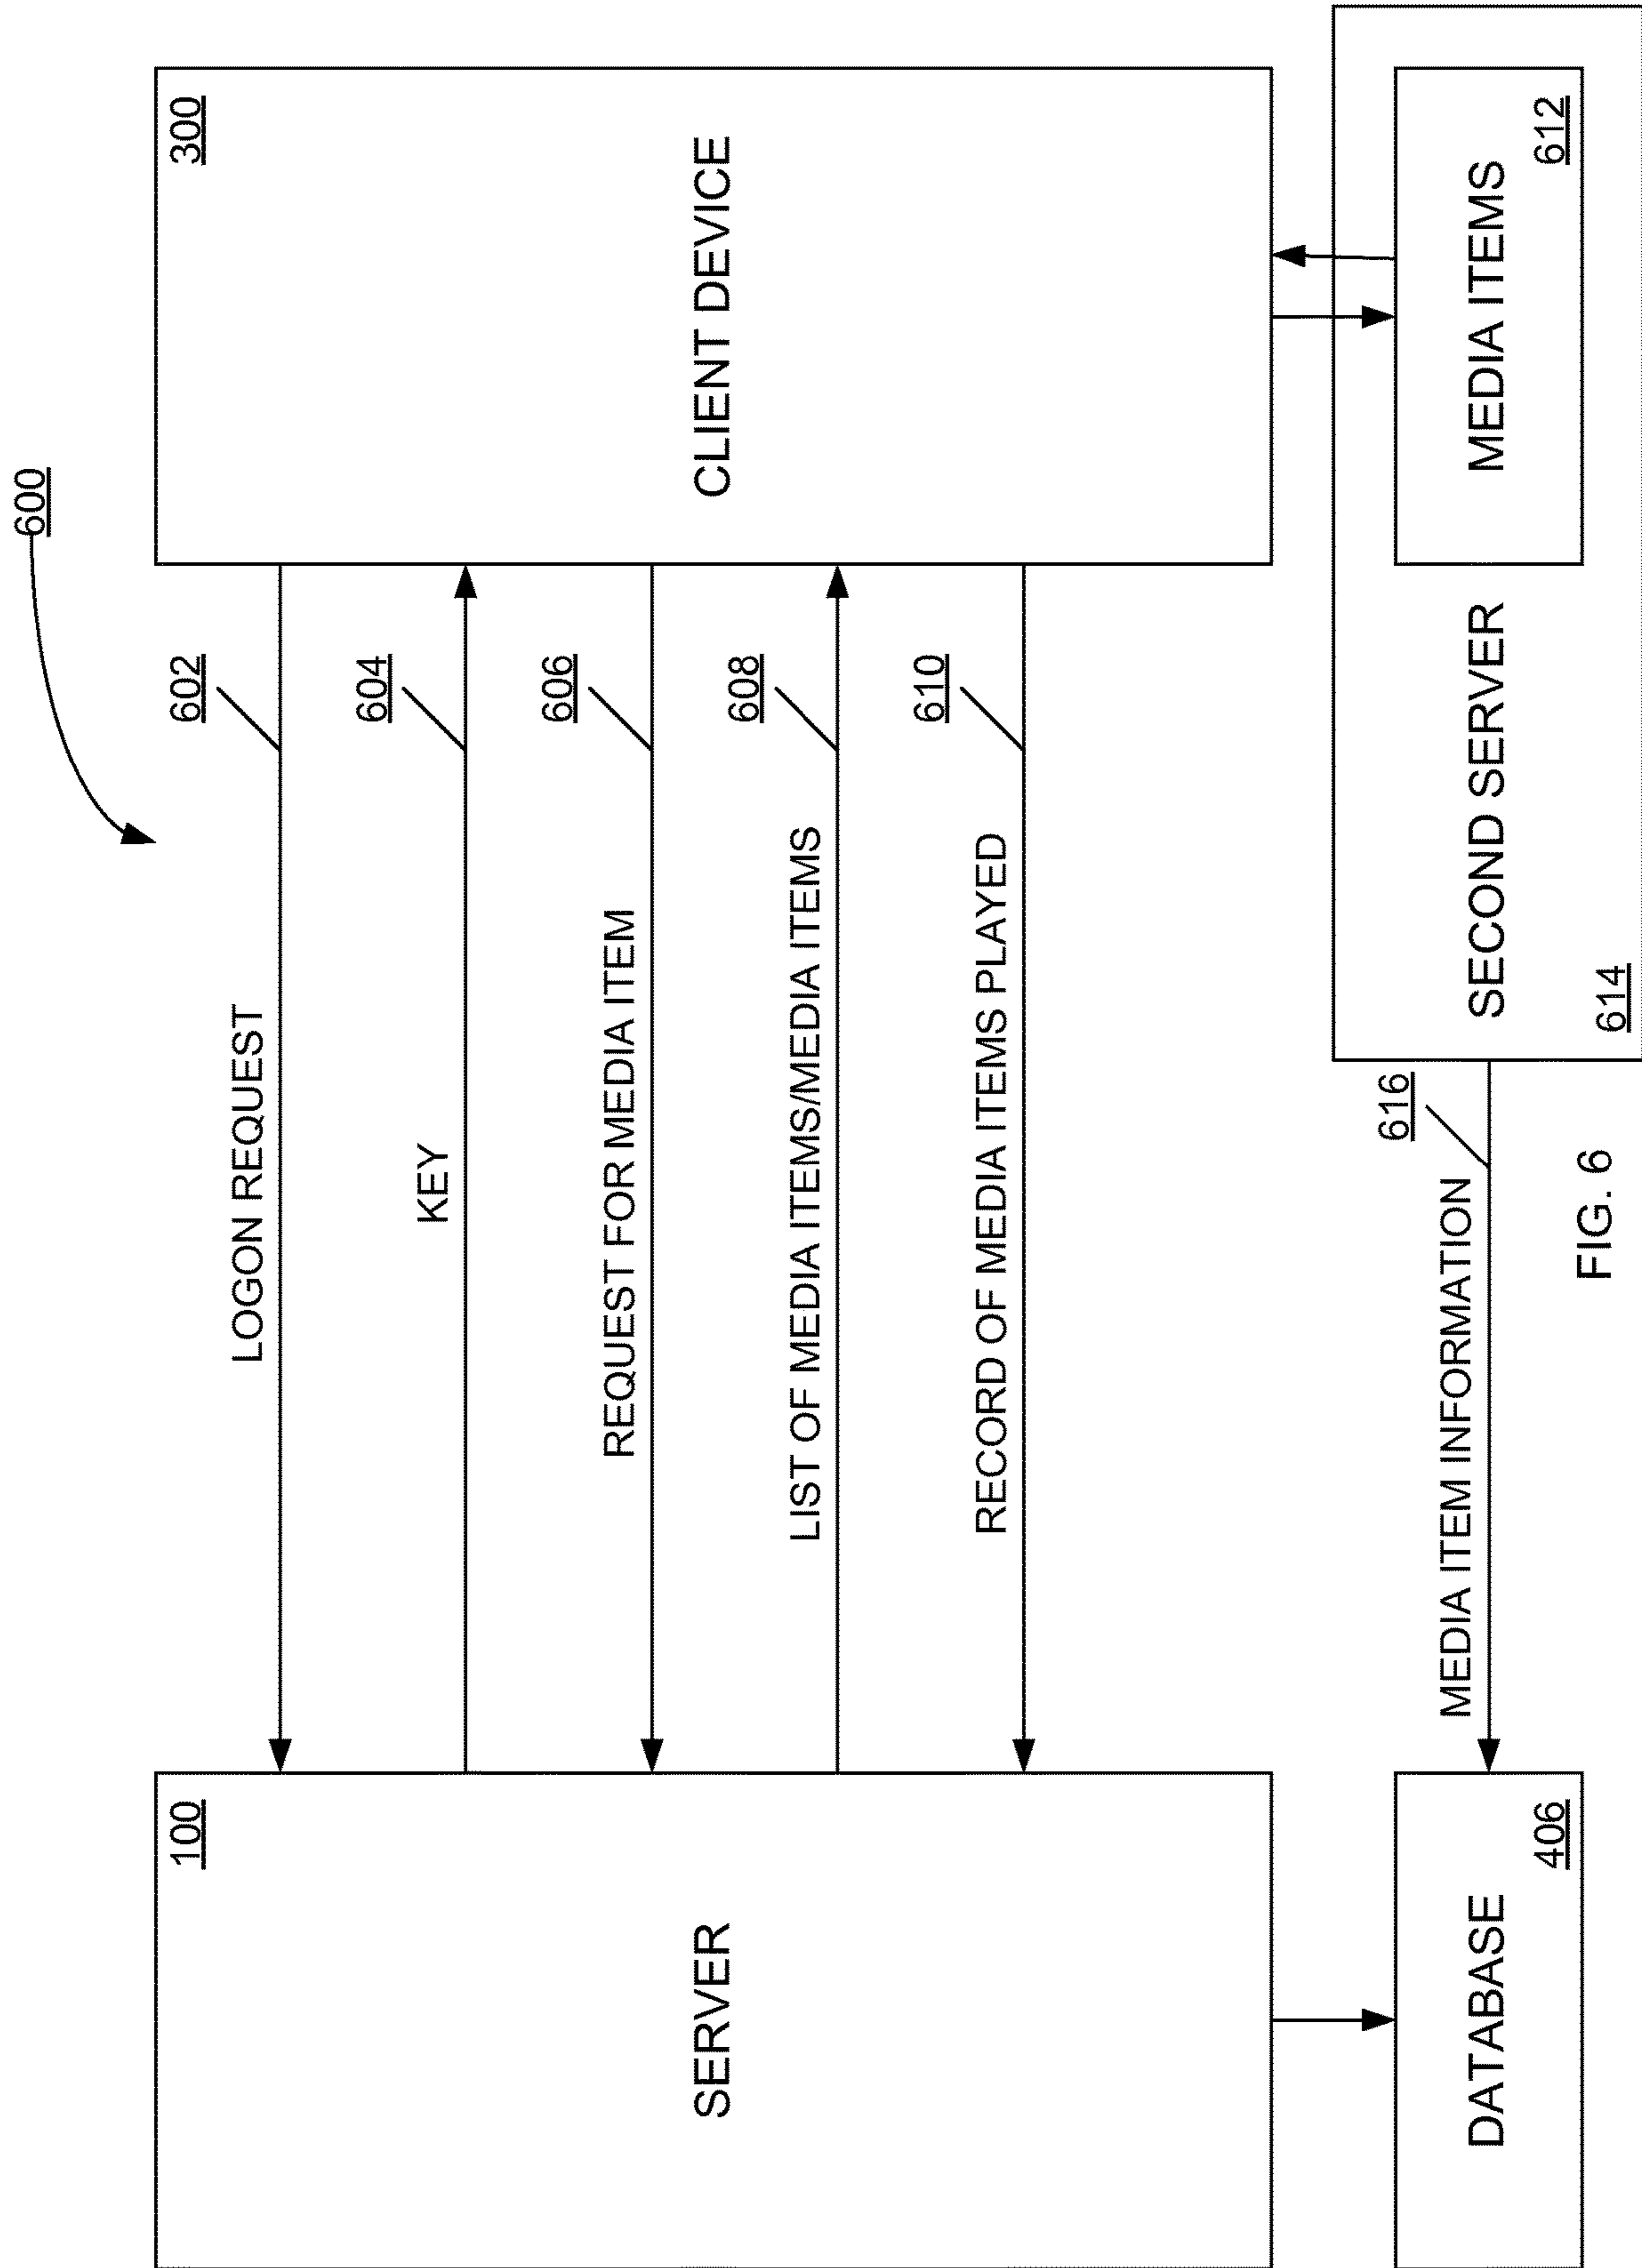 600
100
SERVER
300
CLIENT DEVICE
602
LOGON REQUEST
604
KEY
606
REQUEST FOR MEDIA ITEM
608
LIST OF MEDIA ITEMS/MEDIA ITEMS
610
RECORD OF MEDIA ITEMS PLAYED
DATABASE
406
616
MEDIA ITEM INFORMATION
SECOND SERVER
614
MEDIA ITEMS
612
FIG. 6